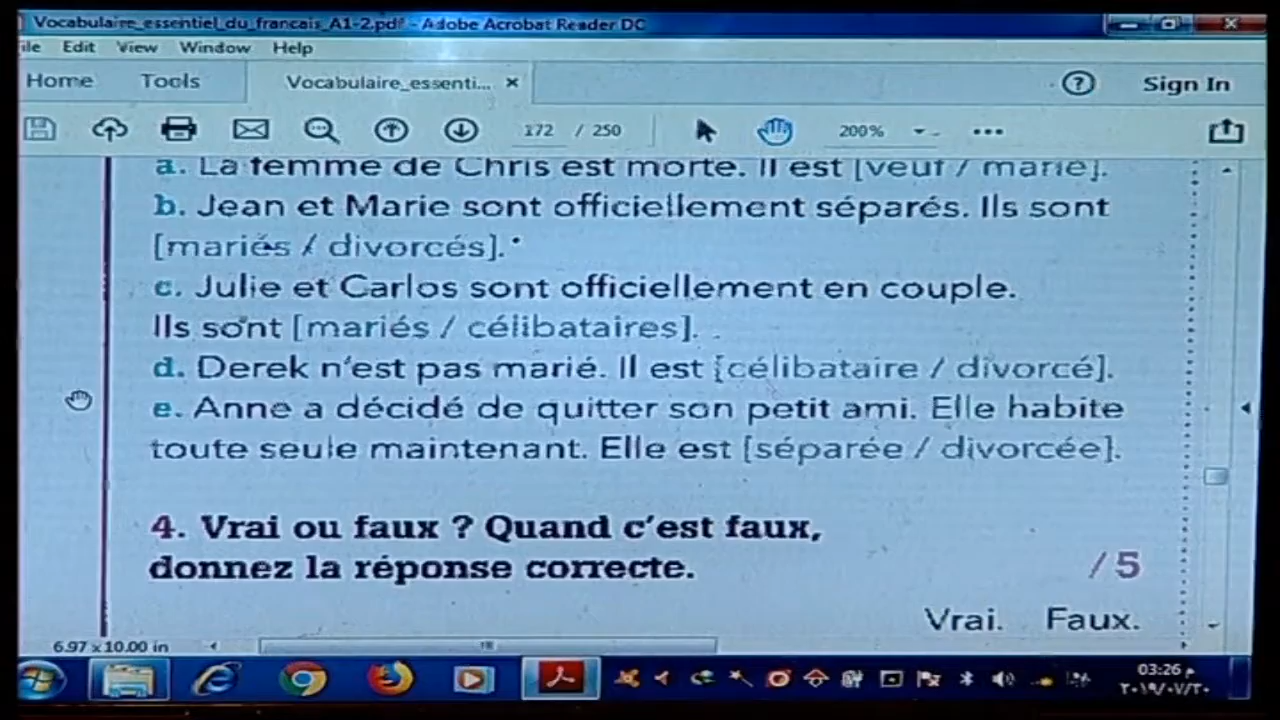 Vocabulaire_essentiel_du_francais_A1-2.pdf - Adobe Acrobat Reader DC
ile Edit View Window Help
Home Tools Vocabulaire_essenti... × ? Sign In
172 / 250 200% •••
a. La femme de Chris est morte. Il est [veuf / marié].
b. Jean et Marie sont officiellement séparés. Ils sont
[mariés / divorcés].
c. Julie et Carlos sont officiellement en couple.
Ils sont [mariés / célibataires].
d. Derek n'est pas marié. Il est [célibataire / divorcé].
e. Anne a décidé de quitter son petit ami. Elle habite
toute seule maintenant. Elle est [séparée / divorcée].
4. Vrai ou faux ? Quand c'est faux,
donnez la réponse correcte. / 5
Vrai. Faux.
6.97 x 10.00 in
03:26 م
٢٠١٩/٠٧/٢٠